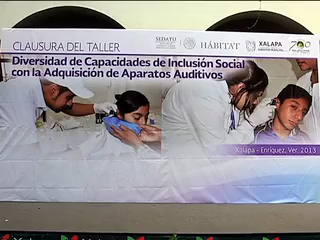 CLAUSURA DEL TALLER
SEDATU
HÁBITAT
XALAPA
200
Diversidad de Capacidades de Inclusión Social
con la Adquisición de Aparatos Auditivos
Xalapa - Enríquez, Ver. 2013